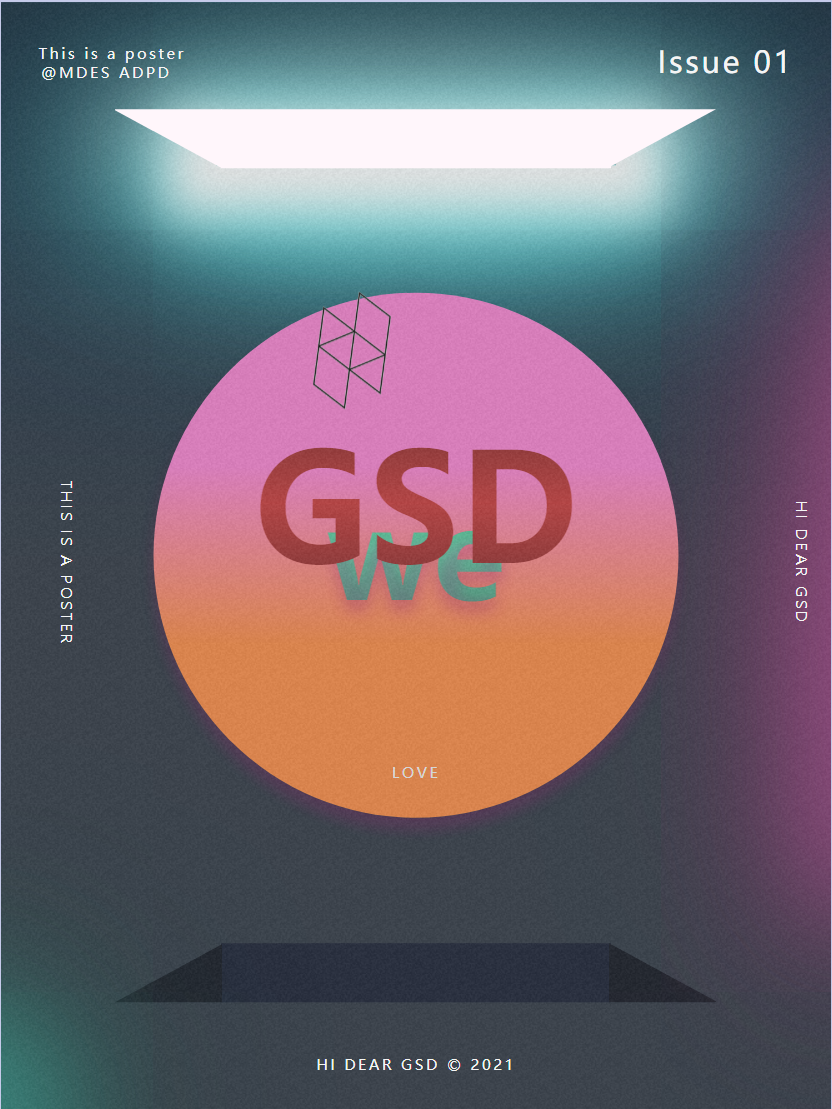 This is a poster
@MDES ADPD
Issue 01
THIS IS A POSTER
GSD
we
HI DEAR GSD
LOVE
HI DEAR GSD © 2021